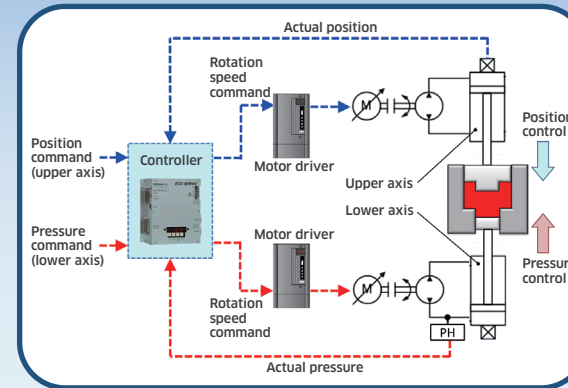 Actual position
Rotation
speed
command
Position
command
(upper axis)
Controller
ECO SERVO
Motor driver
M
Upper axis
Position
control
Pressure
command
(lower axis)
Lower axis
Motor driver
M
Rotation
speed
command
PH
Pressure
control
Actual pressure